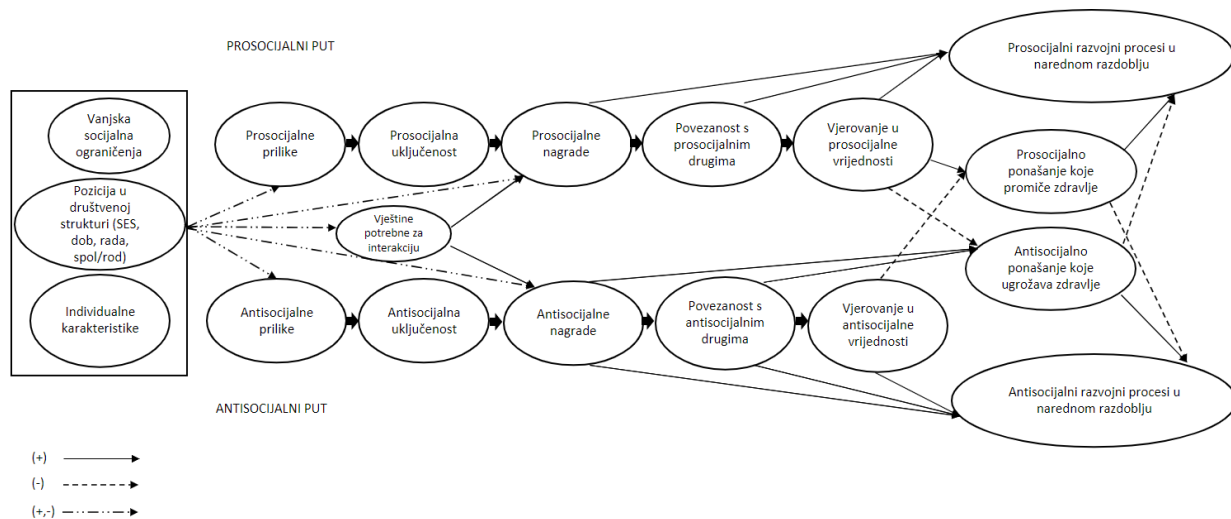 PROSOCIJALNI PUT
Vanjska
socijalna
ograničenja
Pozicija u
društvenoj
strukturi (SES,
dob, rada,
spol/rod)
Individualne
karakteristike
Prosocijalne
prilike
Prosocijalna
uključenost
Prosocijalne
nagrade
Povezanost s
prosocijalnim
drugima
Vjerovanje u
prosocijalne
vrijednosti
Prosocijalni razvojni procesi u
narednom razdoblju
Prosocijalno
ponašanje koje
promiče zdravlje
Vještine
potrebne za
interakciju
Antisocijalno
ponašanje koje
ugrožava zdravlje
Antisocijalne
prilike
Antisocijalna
uključenost
Antisocijalne
nagrade
Povezanost s
antisocijalnim
drugima
Vjerovanje u
antisocijalne
vrijednosti
Antisocijalni razvojni procesi u
narednom razdoblju
ANTISOCIJALNI PUT
(+)
(-)
(+,-)